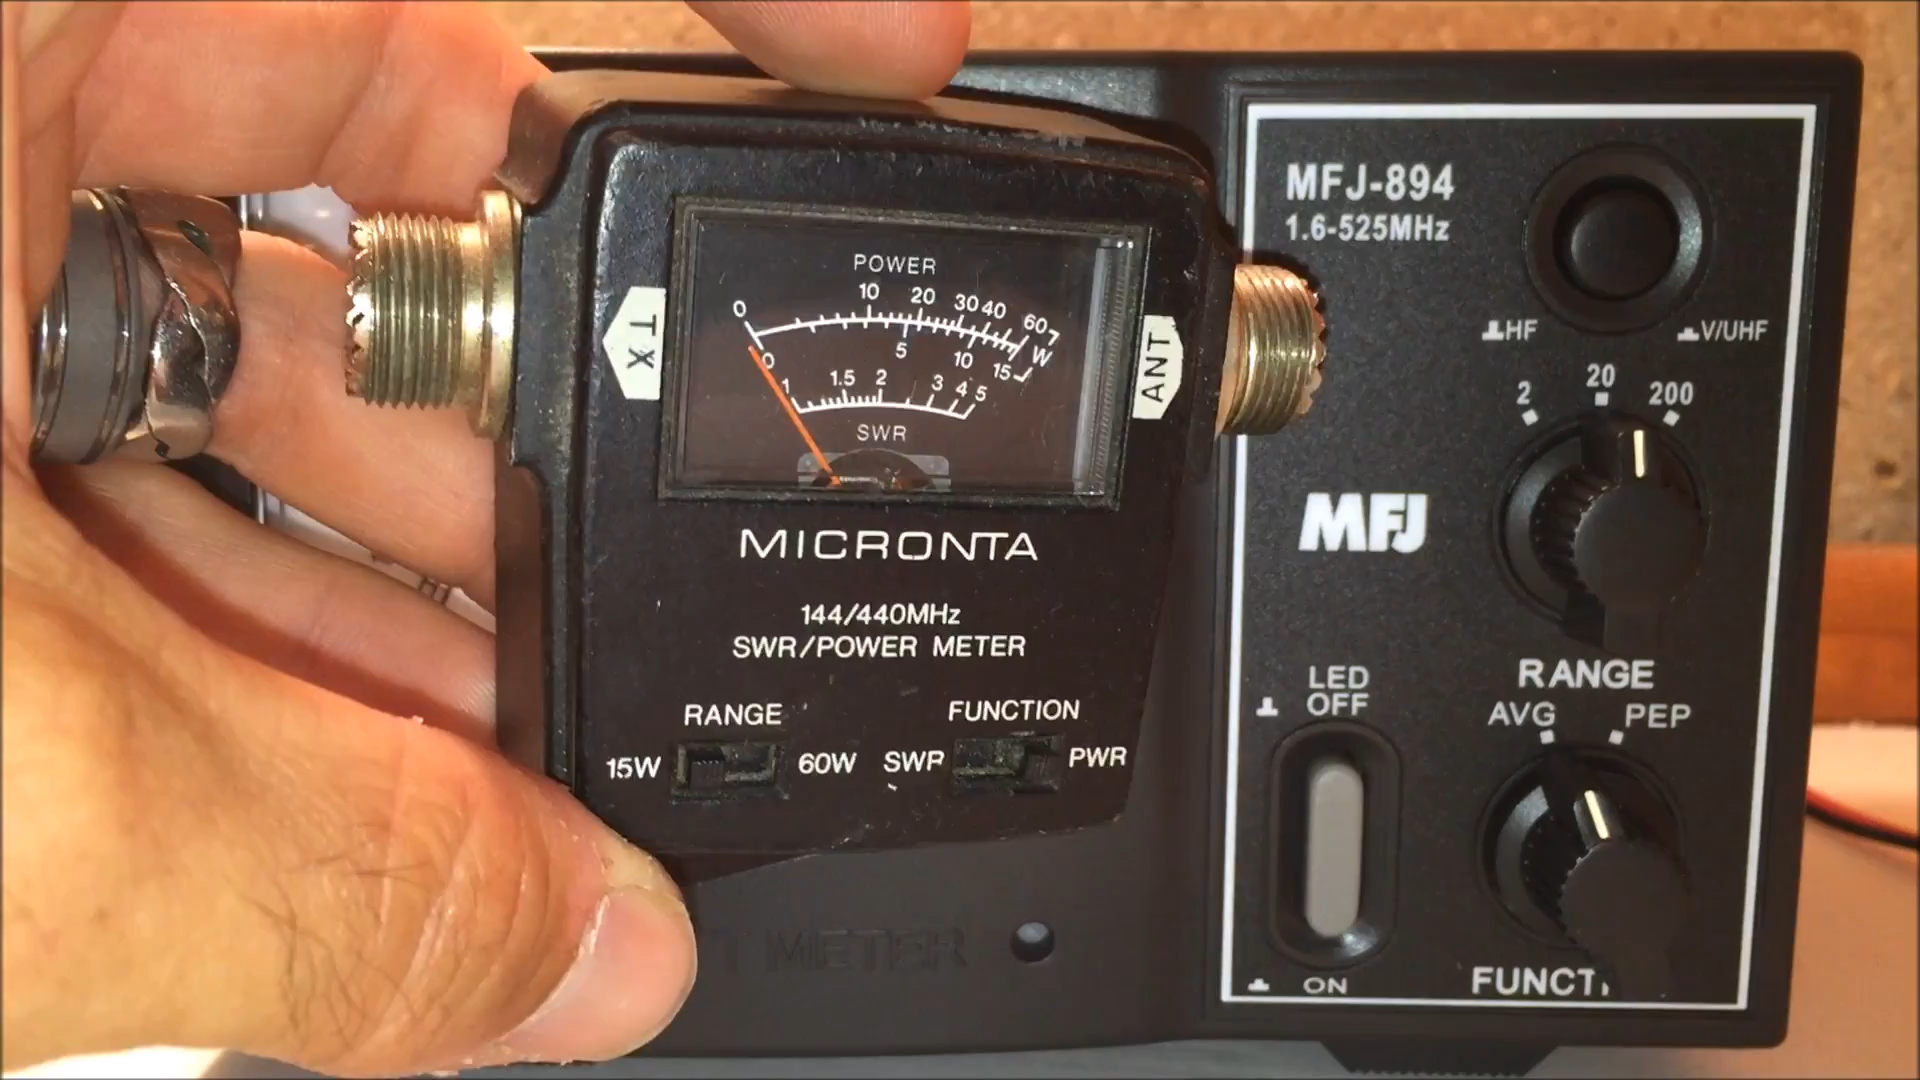 POWER
0 10 20 30 40 60
W
0 5 10 15
1 1.5 2 3 4 5
SWR
TX
ANT
MICRONTA
144/440MHz
SWR/POWER METER
RANGE
15W 60W
FUNCTION
SWR PWR
METER
MFJ-894
1.6-525MHz
HF V/UHF
2 20 200
MFJ
RANGE
LED
OFF
ON
AVG PEP